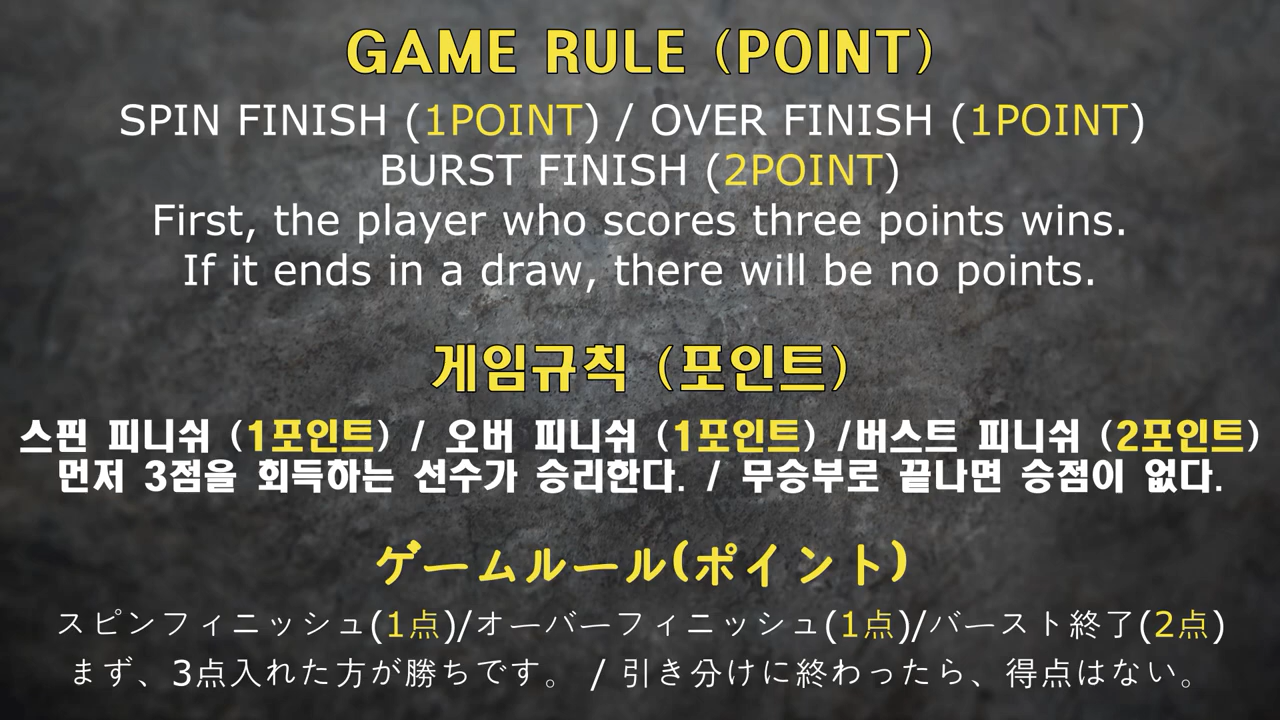 GAME RULE (POINT)
SPIN FINISH (1POINT) / OVER FINISH (1POINT)
BURST FINISH (2POINT)
First, the player who scores three points wins.
If it ends in a draw, there will be no points.
게임규칙 (포인트)
스핀 피니쉬 (1포인트) / 오버 피니쉬 (1포인트) /버스트 피니쉬 (2포인트)
먼저 3점을 회득하는 선수가 승리한다. / 무승부로 끝나면 승점이 없다.
ゲームルール(ポイント)
スピンフィニッシュ(1点)/オーバーフィニッシュ(1点)/バースト終了(2点)
まず、3点入れた方が勝ちです。 / 引き分けに終わったら、得点はない。